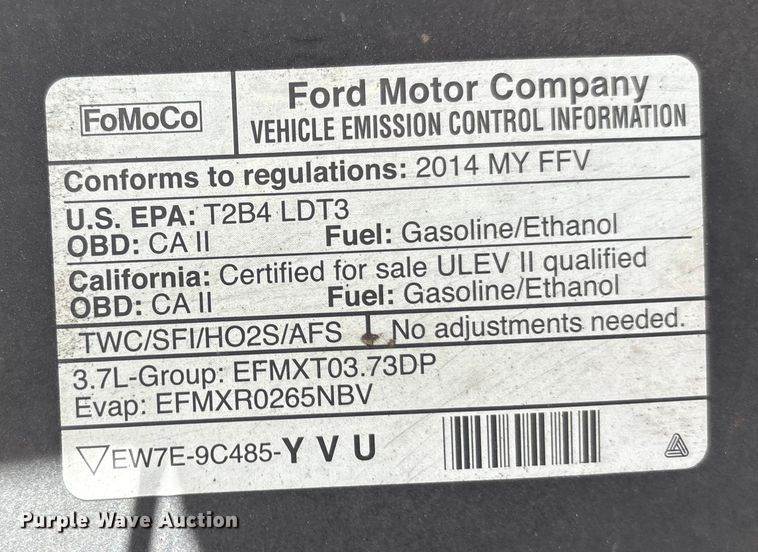 FoMoCo
Ford Motor Company
VEHICLE EMISSION CONTROL INFORMATION
Conforms to regulations: 2014 MY FFV
U.S. EPA: T2B4 LDT3
OBD: CA II Fuel: Gasoline/Ethanol
California: Certified for sale ULEV II qualified
OBD: CA II Fuel: Gasoline/Ethanol
TWC/SFI/HO2S/AFS No adjustments needed.
3.7L-Group: EFMXT03.73DP
Evap: EFMXR0265NBV
EW7E-9C485-Y V U
Purple Wave Auction